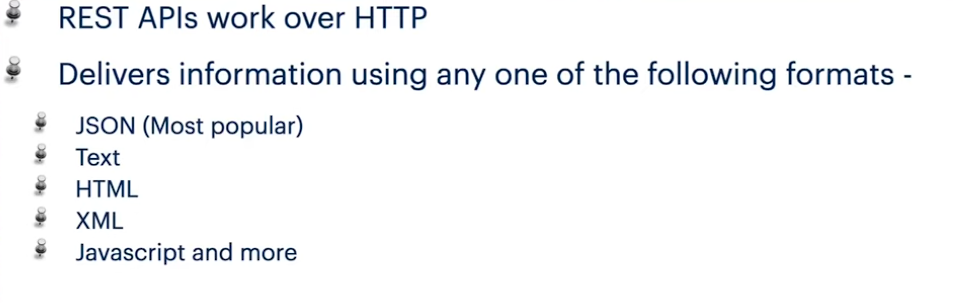 REST APIs work over HTTP
Delivers information using any one of the following formats -
JSON (Most popular)
Text
HTML
XML
Javascript and more